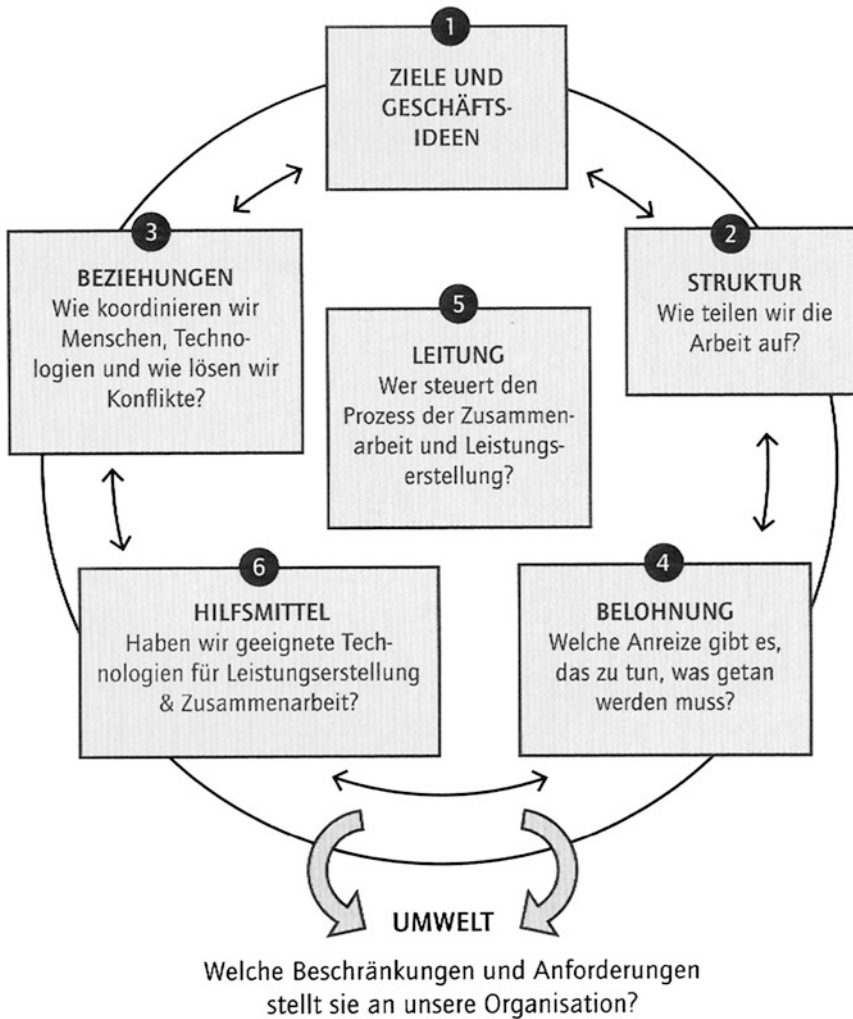 1
ZIELE UND
GESCHÄFTS-
IDEEN
2
STRUKTUR
Wie teilen wir die
Arbeit auf?
3
BEZIEHUNGEN
Wie koordinieren wir
Menschen, Techno-
logien und wie lösen wir
Konflikte?
4
BELOHNUNG
Welche Anreize gibt es,
das zu tun, was getan
werden muss?
5
LEITUNG
Wer steuert den
Prozess der Zusammen-
arbeit und Leistungs-
erstellung?
6
HILFSMITTEL
Haben wir geeignete Tech-
nologien für Leistungserstellung
& Zusammenarbeit?
UMWELT
Welche Beschränkungen und Anforderungen
stellt sie an unsere Organisation?